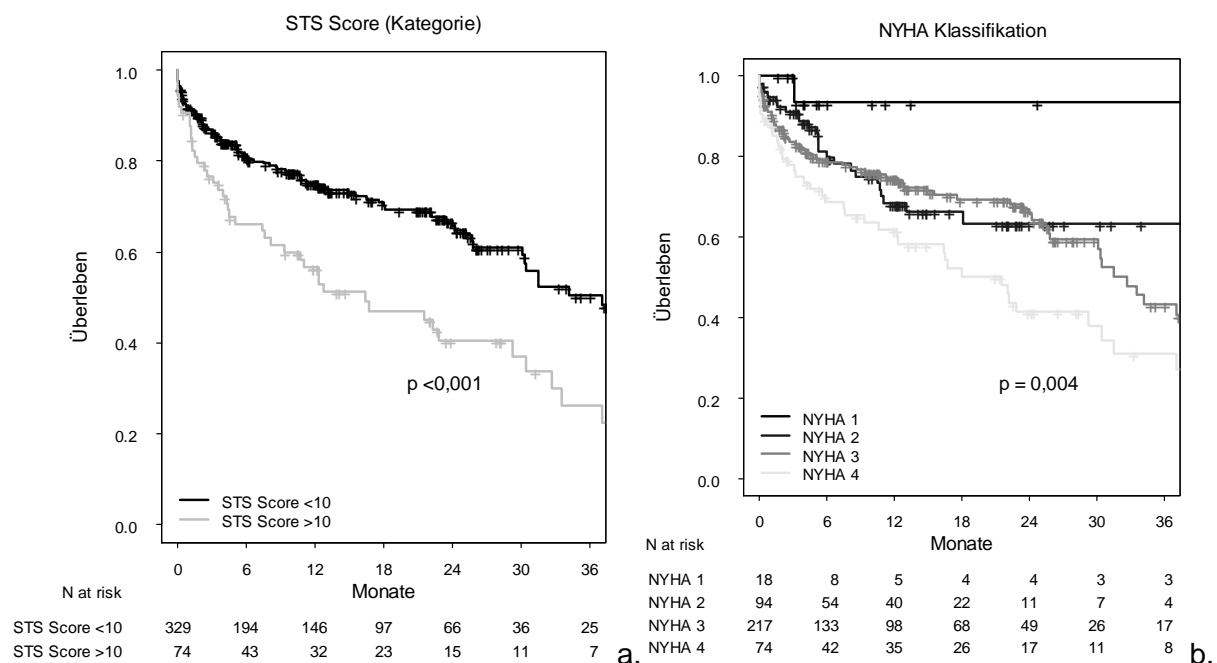 STS Score (Kategorie)
Überleben
1.0
0.8
0.6
0.4
0.2
0.0
p <0,001
STS Score <10
STS Score >10
0 6 12 18 24 30 36
N at risk
Monate
STS Score <10 329 194 146 97 66 36 25
STS Score >10 74 43 32 23 15 11 7
a.
NYHA Klassifikation
Überleben
1.0
0.8
0.6
0.4
0.2
0.0
p = 0,004
NYHA 1
NYHA 2
NYHA 3
NYHA 4
0 6 12 18 24 30 36
N at risk
Monate
NYHA 1 18 8 5 4 4 3 3
NYHA 2 94 54 40 22 11 7 4
NYHA 3 217 133 98 68 49 26 17
NYHA 4 74 42 35 26 17 11 8
b.